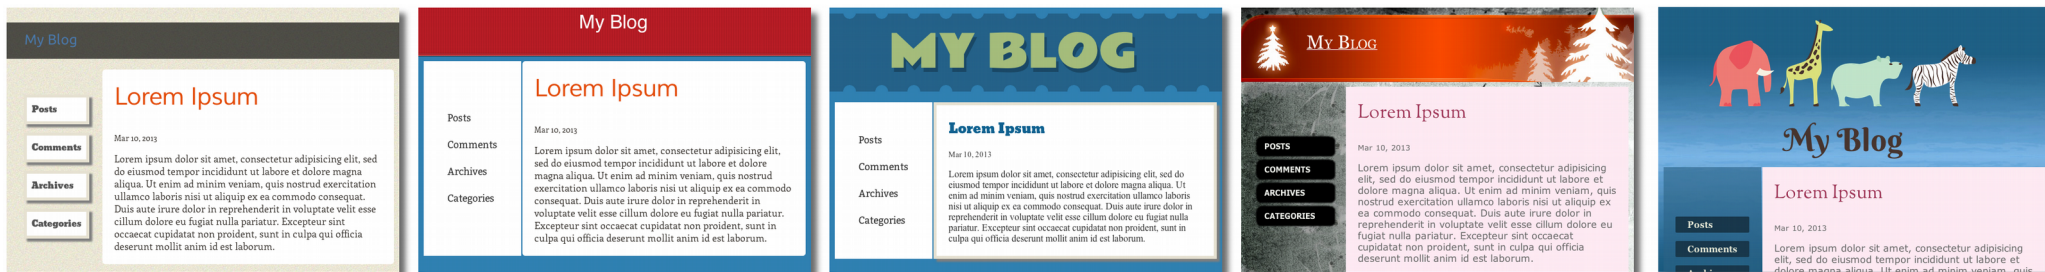 My Blog
Posts
Comments
Archives
Categories
Lorem Ipsum
Mar 10, 2013
Lorem ipsum dolor sit amet, consectetur adipisicing elit, sed
do eiusmod tempor incididunt ut labore et dolore magna
aliqua. Ut enim ad minim veniam, quis nostrud exercitation
ullamco laboris nisi ut aliquip ex ea commodo consequat.
Duis aute irure dolor in reprehenderit in voluptate velit esse
cillum dolore eu fugiat nulla pariatur. Excepteur sint
occaecat cupidatat non proident, sunt in culpa qui officia
deserunt mollit anim id est laborum.
My Blog
Posts
Comments
Archives
Categories
Lorem Ipsum
Mar 10, 2013
Lorem ipsum dolor sit amet, consectetur adipisicing elit,
sed do eiusmod tempor incididunt ut labore et dolore
magna aliqua. Ut enim ad minim veniam, quis nostrud
exercitation ullamco laboris nisi ut aliquip ex ea commodo
consequat. Duis aute irure dolor in reprehenderit in
voluptate velit esse cillum dolore eu fugiat nulla pariatur.
Excepteur sint occaecat cupidatat non proident, sunt in
culpa qui officia deserunt mollit anim id est laborum.
MY BLOG
Posts
Comments
Archives
Categories
Lorem Ipsum
Mar 10, 2013
Lorem ipsum dolor sit amet, consectetur adipisicing elit, sed do
eiusmod tempor incididunt ut labore et dolore magna aliqua. Ut
enim ad minim veniam, quis nostrud exercitation ullamco laboris
nisi ut aliquip ex ea commodo consequat. Duis aute irure dolor in
reprehenderit in voluptate velit esse cillum dolore eu fugiat nulla
pariatur. Excepteur sint occaecat cupidatat non proident, sunt in
culpa qui officia deserunt mollit anim id est laborum.
My Blog
POSTS
COMMENTS
ARCHIVES
CATEGORIES
Lorem Ipsum
Mar 10, 2013
Lorem ipsum dolor sit amet, consectetur adipisicing
elit, sed do eiusmod tempor incididunt ut labore et
dolore magna aliqua. Ut enim ad minim veniam, quis
nostrud exercitation ullamco laboris nisi ut aliquip ex
ea commodo consequat. Duis aute irure dolor in
reprehenderit in voluptate velit esse cillum dolore eu
fugiat nulla pariatur. Excepteur sint occaecat
cupidatat non proident, sunt in culpa qui officia
deserunt mollit anim id est laborum.
My Blog
Posts
Comments
Lorem Ipsum
Mar 10, 2013
Lorem ipsum dolor sit amet, consectetur adipisicing
elit, sed do eiusmod tempor incididunt ut labore et